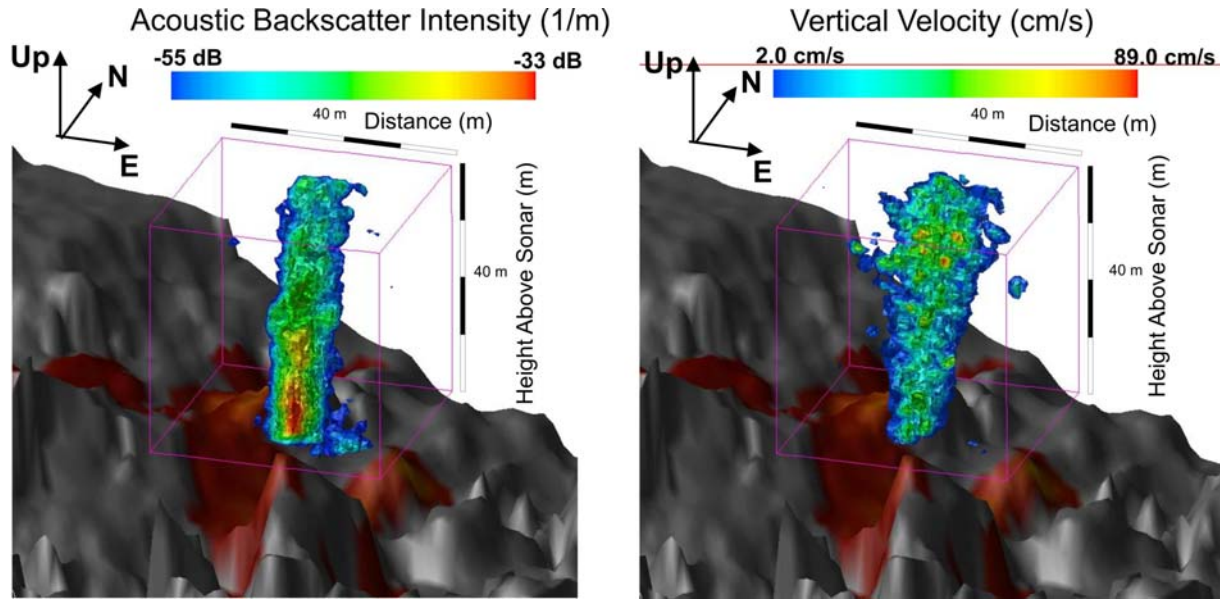 Acoustic Backscatter Intensity (1/m)
Up
N
E
-55 dB
-33 dB
40 m
Distance (m)
Height Above Sonar (m)
40 m
Vertical Velocity (cm/s)
Up
N
E
2.0 cm/s
89.0 cm/s
40 m
Distance (m)
Height Above Sonar (m)
40 m